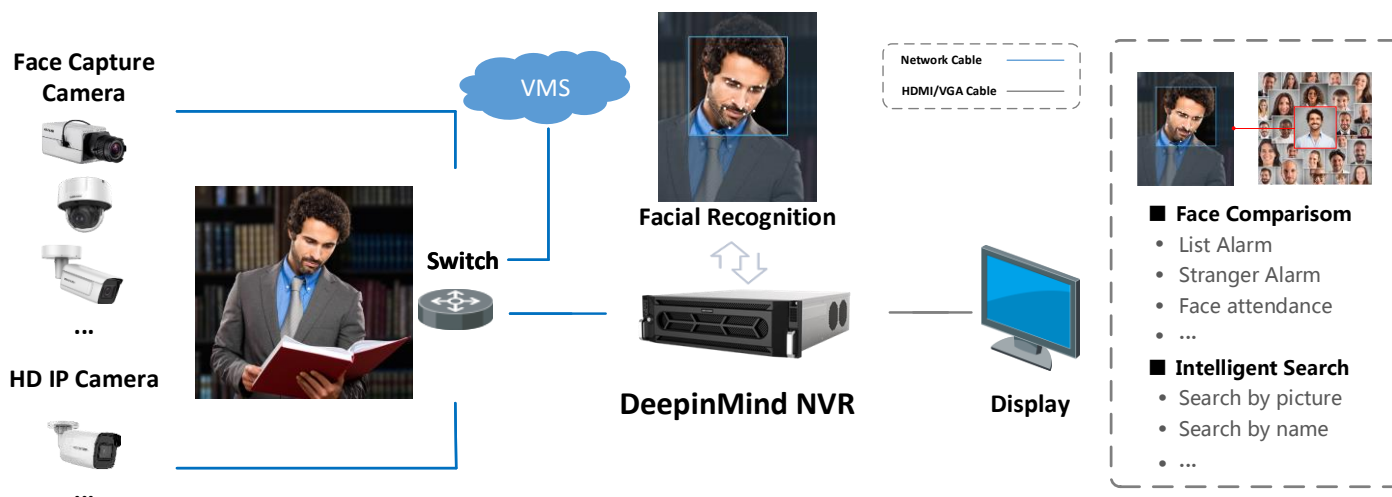 Face Capture
Camera
...
HD IP Camera
...
VMS
Switch
Facial Recognition
DeepinMind NVR
Network Cable
HDMI/VGA Cable
Display
■ Face Comparisom
• List Alarm
• Stranger Alarm
• Face attendance
• ...
■ Intelligent Search
• Search by picture
• Search by name
• ...